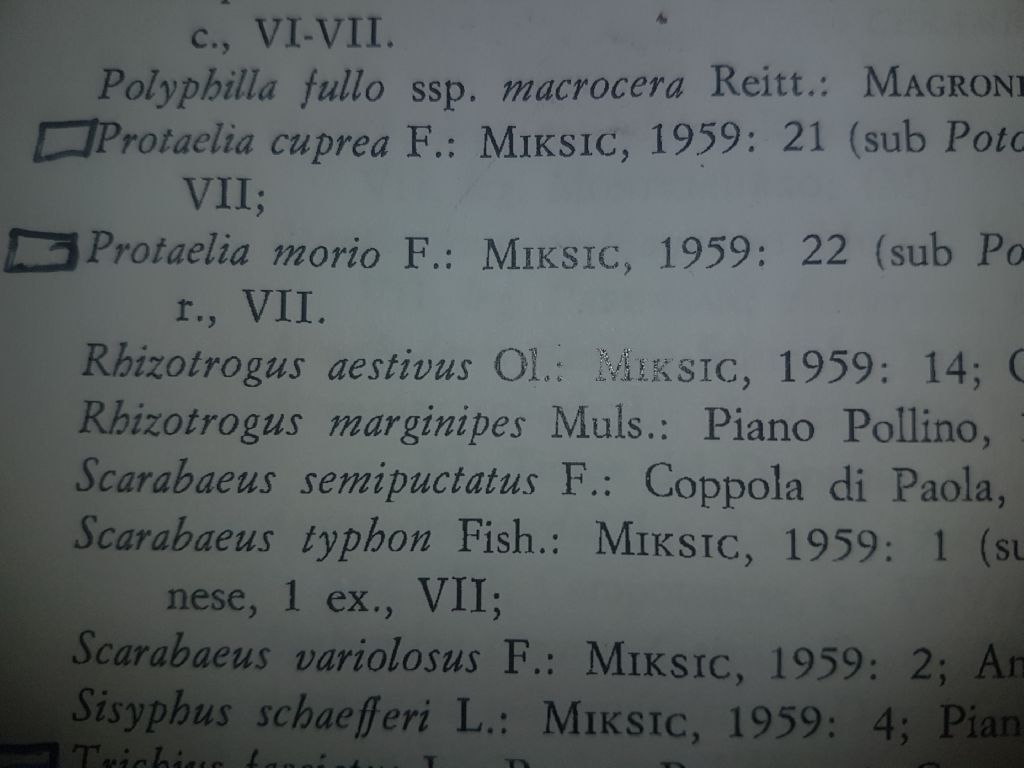 c., VI-VII.
Polyphilla fullo ssp. macrocera Reitt.: MAGRONI
Protaelia cuprea F.: MIKSIC, 1959: 21 (sub Poto
VII;
Protaelia morio F.: MIKSIC, 1959: 22 (sub Po
r., VII.
Rhizotrogus aestivus Ol.: MIKSIC, 1959: 14;
Rhizotrogus marginipes Muls.: Piano Pollino,
Scarabaeus semipuctatus F.: Coppola di Paola,
Scarabaeus typhon Fish.: MIKSIC, 1959: 1 (su
nese, 1 ex., VII;
Scarabaeus variolosus F.: MIKSIC, 1959: 2; An
Sisyphus schaefferi L.: MIKSIC, 1959: 4; Pian
Trichius fasciatus L.